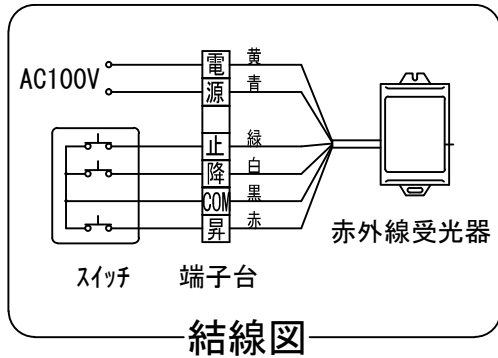 AC100V
電 黄
源 青
止 緑
降 白
COM 黒
昇 赤
スイッチ
端子台
赤外線受光器
結線図